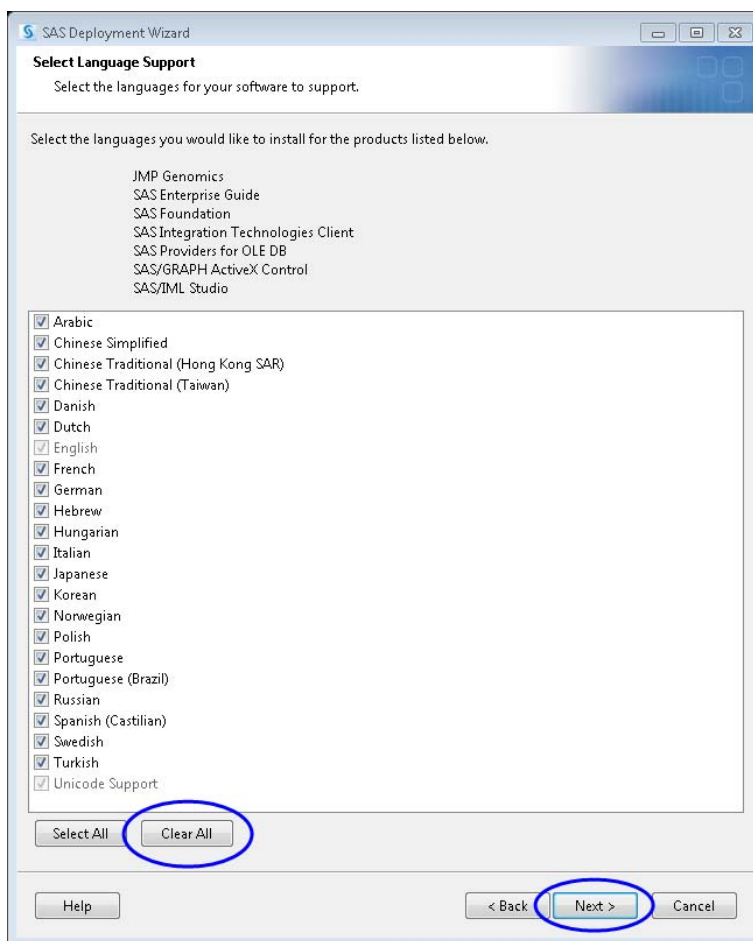 SAS Deployment Wizard
Select Language Support
Select the languages for your software to support.
Select the languages you would like to install for the products listed below.
JMP Genomics
SAS Enterprise Guide
SAS Foundation
SAS Integration Technologies Client
SAS Providers for OLE DB
SAS/GRAPH ActiveX Control
SAS/IML Studio
Arabic
Chinese Simplified
Chinese Traditional (Hong Kong SAR)
Chinese Traditional (Taiwan)
Danish
Dutch
English
French
German
Hebrew
Hungarian
Italian
Japanese
Korean
Norwegian
Polish
Portuguese
Portuguese (Brazil)
Russian
Spanish (Castilian)
Swedish
Turkish
Unicode Support
Select All Clear All
Help < Back Next > Cancel